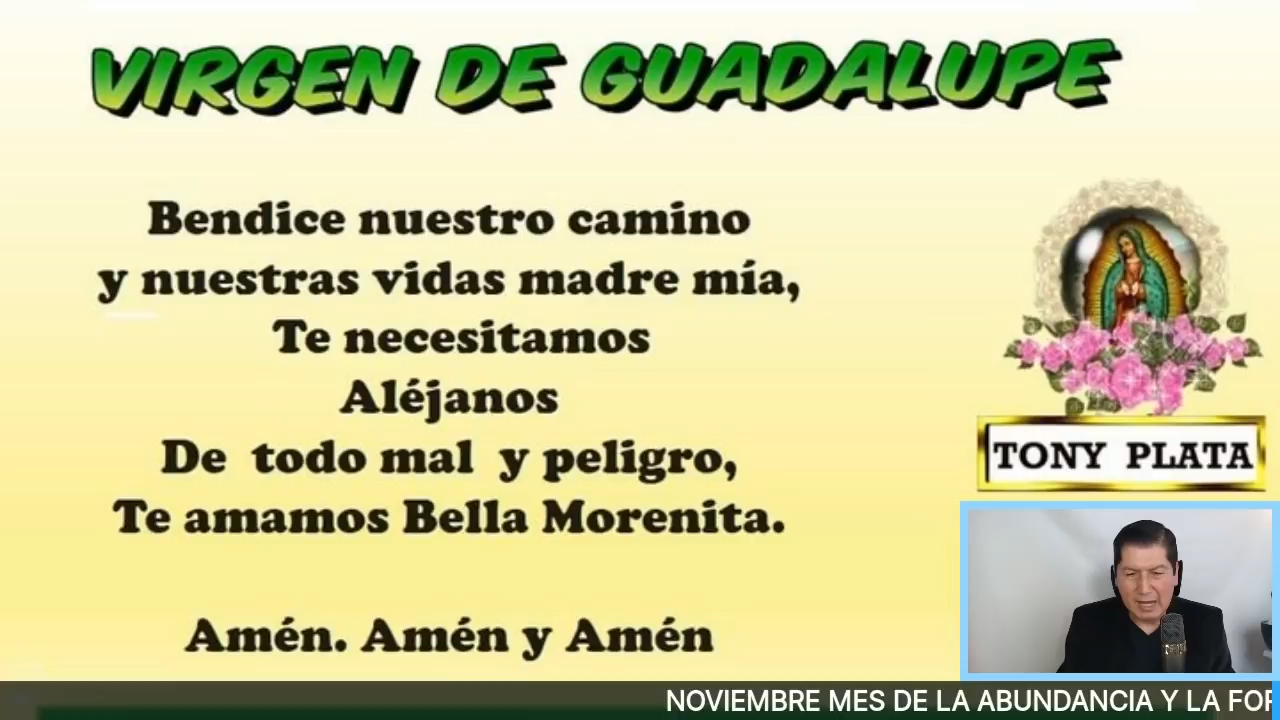 VIRGEN DE GUADALUPE
Bendice nuestro camino
y nuestras vidas madre mía,
Te necesitamos
Aléjanos
De todo mal y peligro,
Te amamos Bella Morenita.
Amén. Amén y Amén
TONY PLATA
NOVIEMBRE MES DE LA ABUNDANCIA Y LA